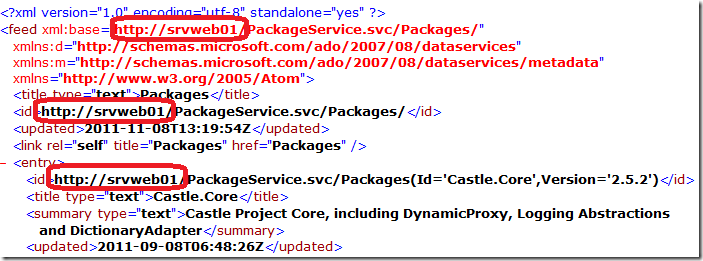 <?xml version="1.0" encoding="utf-8" standalone="yes" ?>
<feed xml:base="http://srvweb01/PackageService.svc/Packages/"
xmlns:d="http://schemas.microsoft.com/ado/2007/08/dataservices"
xmlns:m="http://schemas.microsoft.com/ado/2007/08/dataservices/metadata"
xmlns="http://www.w3.org/2005/Atom">
<title type="text">Packages</title>
<id>http://srvweb01/PackageService.svc/Packages/</id>
<updated>2011-11-08T13:19:54Z</updated>
<link rel="self" title="Packages" href="Packages" />
- <entry>
<id>http://srvweb01/PackageService.svc/Packages(Id='Castle.Core',Version='2.5.2')</id>
<title type="text">Castle.Core</title>
<summary type="text">Castle Project Core, including DynamicProxy, Logging Abstractions
and DictionaryAdapter</summary>
<updated>2011-09-08T06:48:26Z</updated>